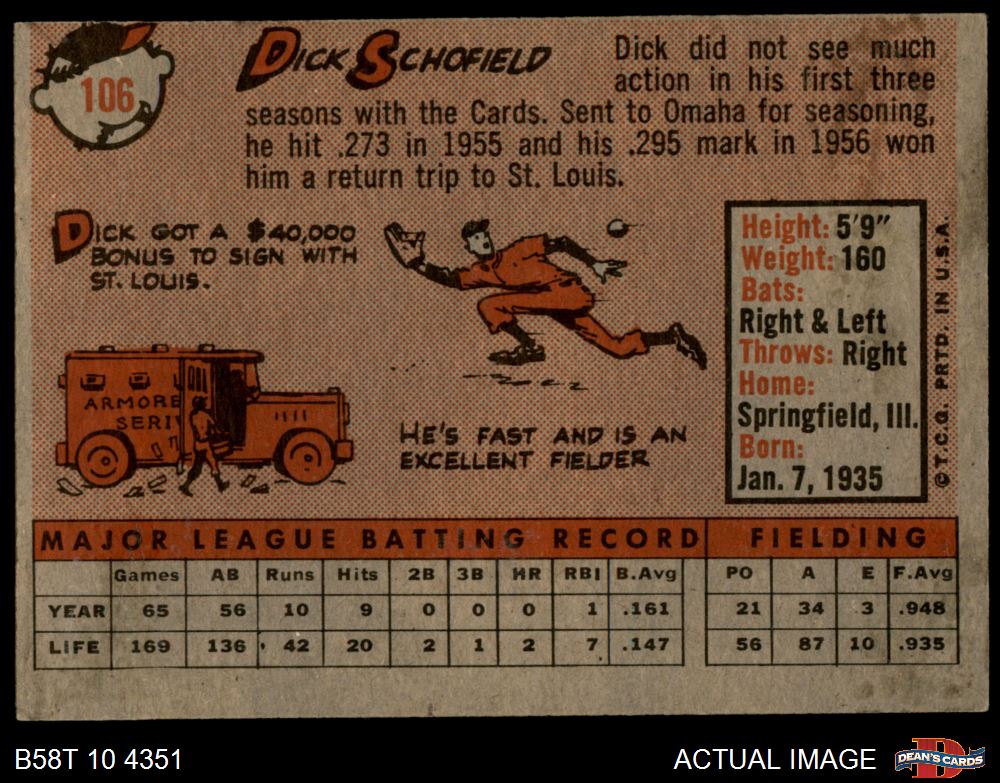 106
DICK SCHOFIELD
Dick did not see much
action in his first three
seasons with the Cards. Sent to Omaha for seasoning,
he hit .273 in 1955 and his .295 mark in 1956 won
him a return trip to St. Louis.
DICK GOT A $40,000
BONUS TO SIGN WITH
ST. LOUIS.
ARMORE
SERV
HE'S FAST AND IS AN
EXCELLENT FIELDER
Height: 5'9"
Weight: 160
Bats:
Right & Left
Throws: Right
Home:
Springfield, Ill.
Born:
Jan. 7, 1935
©T.C.G. PRTD. IN U.S.A.
MAJOR LEAGUE BATTING RECORD FIELDING
Games AB Runs Hits 2B 3B HR RBI B.Avg PO A E F.Avg
YEAR 65 56 10 9 0 0 0 1 .161 21 34 3 .948
LIFE 169 136 42 20 2 1 2 7 .147 56 87 10 .935
B58T 10 4351
ACTUAL IMAGE
D
DEAN'S CARDS